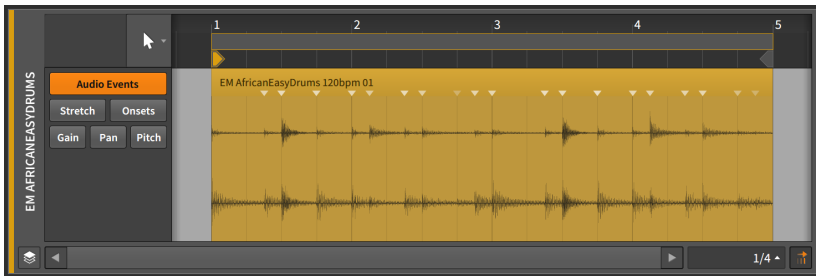 1 2 3 4 5
EM AFRICANEASYDRUMS
Audio Events
Stretch Onsets
Gain Pan Pitch
EM AfricanEasyDrums 120bpm 01
1/4